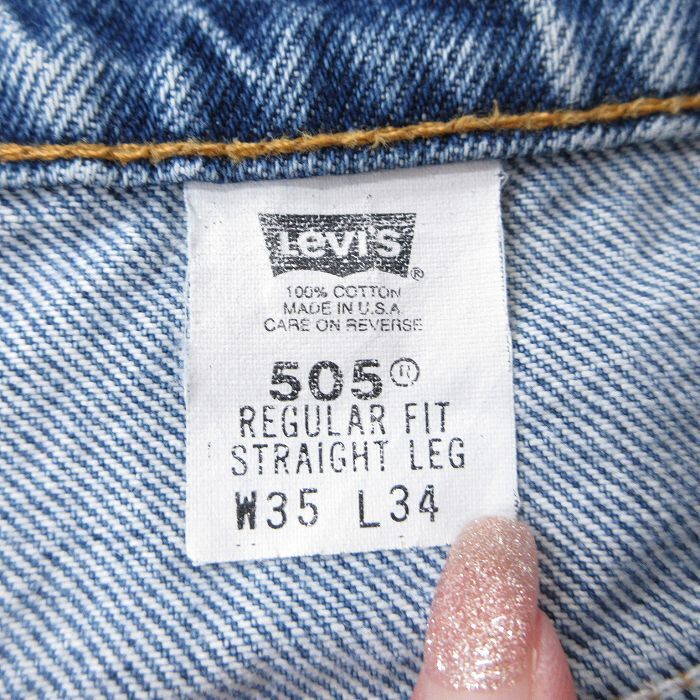 Levi's®
100% COTTON
MADE IN U.S.A
CARE ON REVERSE
505®
REGULAR FIT
STRAIGHT LEG
W35 L34